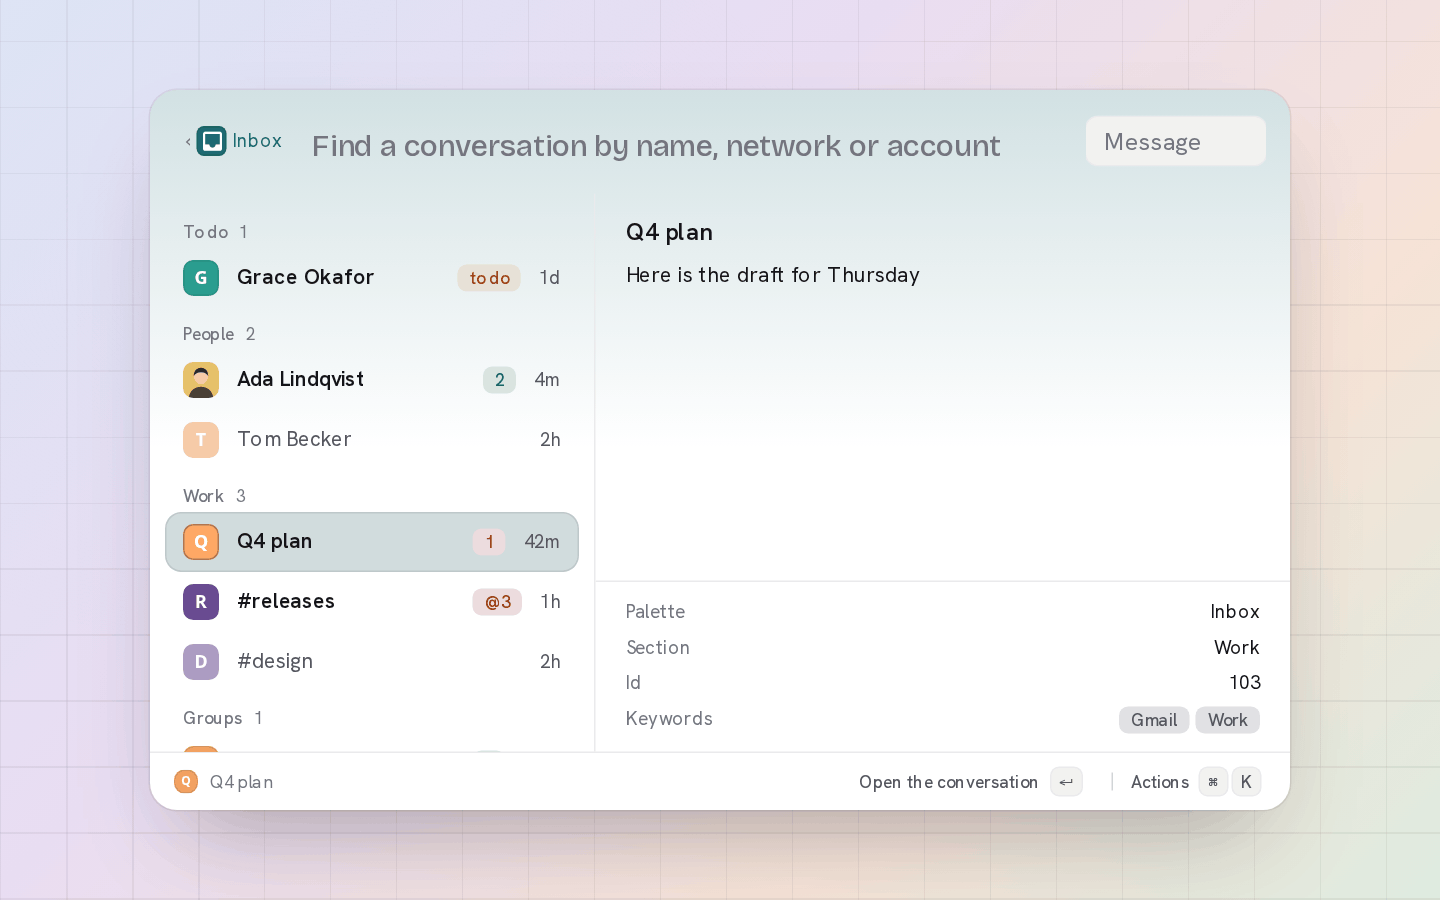 ‹ Inbox Find a conversation by name, network or account Message
Todo 1
G Grace Okafor todo 1d
People 2
Ada Lindqvist 2 4m
T Tom Becker 2h
Work 3
Q Q4 plan 1 42m
R #releases @3 1h
D #design 2h
Groups 1
Q4 plan
Here is the draft for Thursday
Palette Inbox
Section Work
Id 103
Keywords Gmail Work
Q Q4 plan
Open the conversation ↵ | Actions ⌘ K